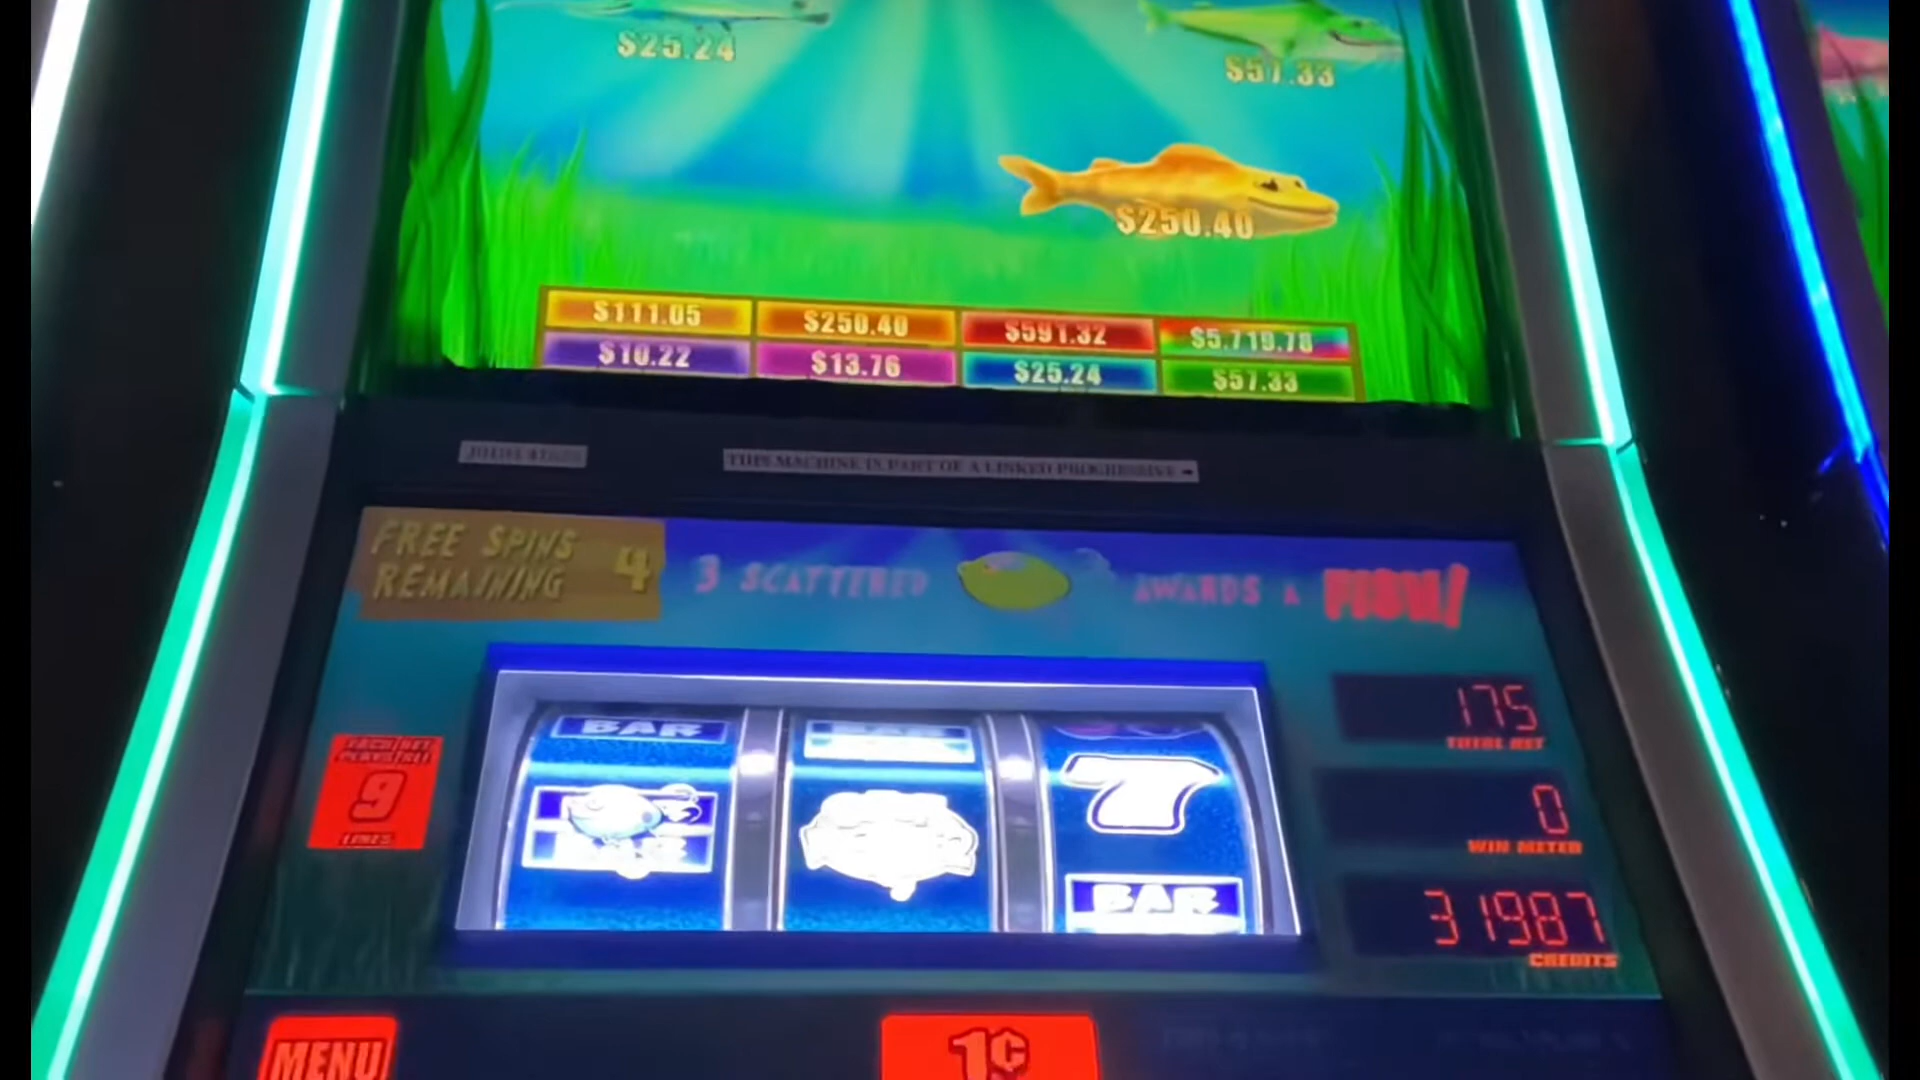 $25.24
$57.33
$250.40
$111.05 $250.40 $591.32 $5,719.78
$10.22 $13.76 $25.24 $57.33
THIS MACHINE IS PART OF A LINKED PROGRESSIVE
FREE SPINS
REMAINING 4
3 SCATTERED AWARDS A FISH!
175
TOTAL BET
9
LINES
0
WIN METER
31987
CREDITS
BAR
7
BAR
MENU
1¢